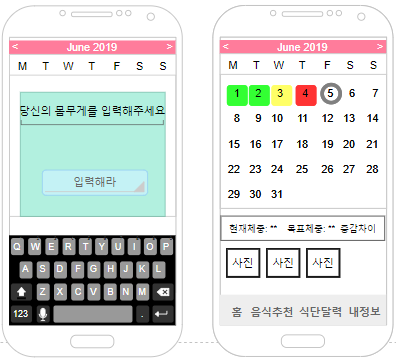 < June 2019 >
M T W T F S S
당신의 몸무게를 입력해주세요
입력해라
Q W E R T Y U I O P
A S D F G H J K L
Z X C V B N M
123 .
< June 2019 >
M T W T F S S
1 2 3 4 5 6 7
8 9 10 11 12 13 14
15 16 17 18 19 20 21
22 23 24 25 26 27 28
29 30 31
현재체중: ** 목표체중: ** 증감차이
사진 사진 사진
홈 음식추천 식단달력 내정보